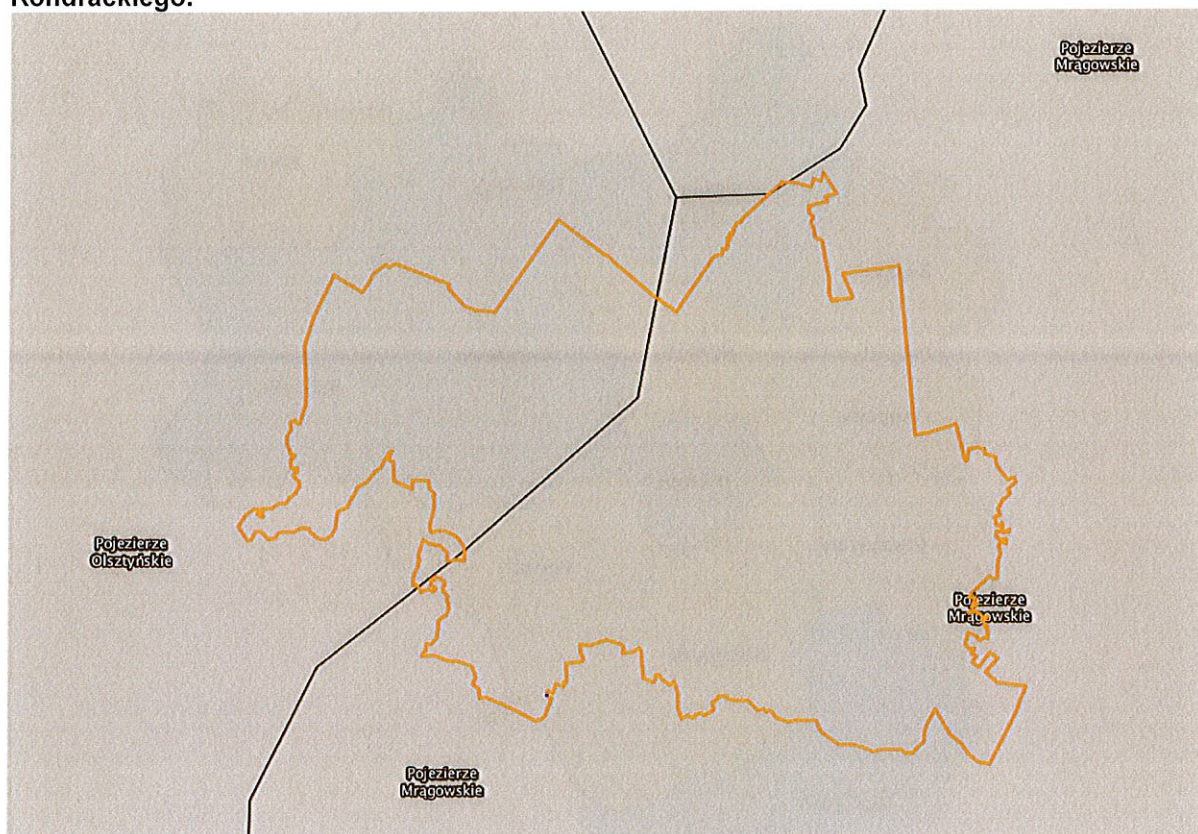 Kondrackiego.
Pojezierze
Mrągowskie
Pojezierze
Olsztyńskie
Pojezierze
Mrągowskie
Pojezierze
Mrągowskie